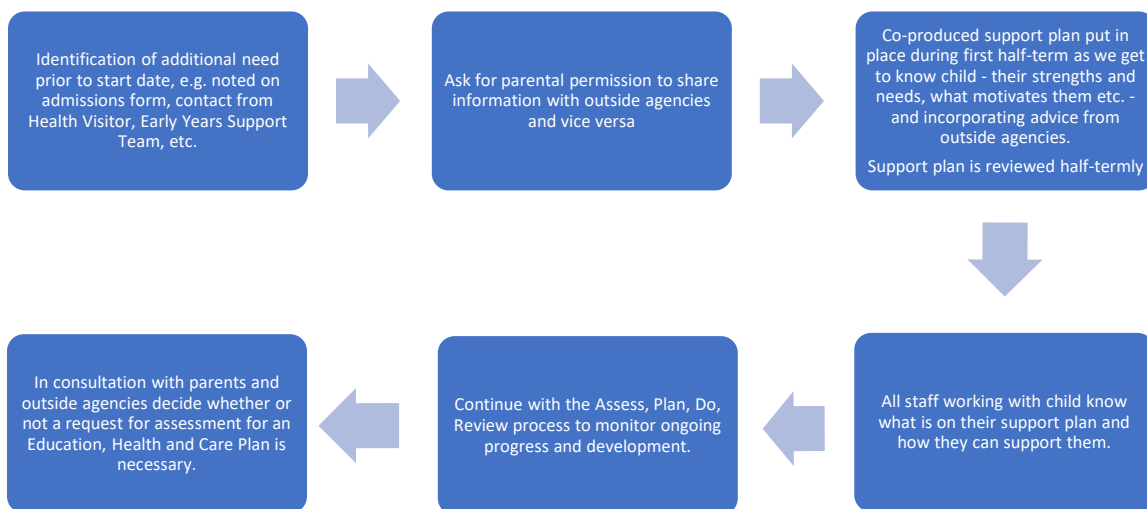 Identification of additional need
prior to start date, e.g. noted on
admissions form, contact from
Health Visitor, Early Years Support
Team, etc.
Ask for parental permission to share
information with outside agencies
and vice versa
Co-produced support plan put in
place during first half-term as we get
to know child - their strengths and
needs, what motivates them etc. -
and incorporating advice from
outside agencies.
Support plan is reviewed half-termly
All staff working with child know
what is on their support plan and
how they can support them.
Continue with the Assess, Plan, Do,
Review process to monitor ongoing
progress and development.
In consultation with parents and
outside agencies decide whether or
not a request for assessment for an
Education, Health and Care Plan is
necessary.